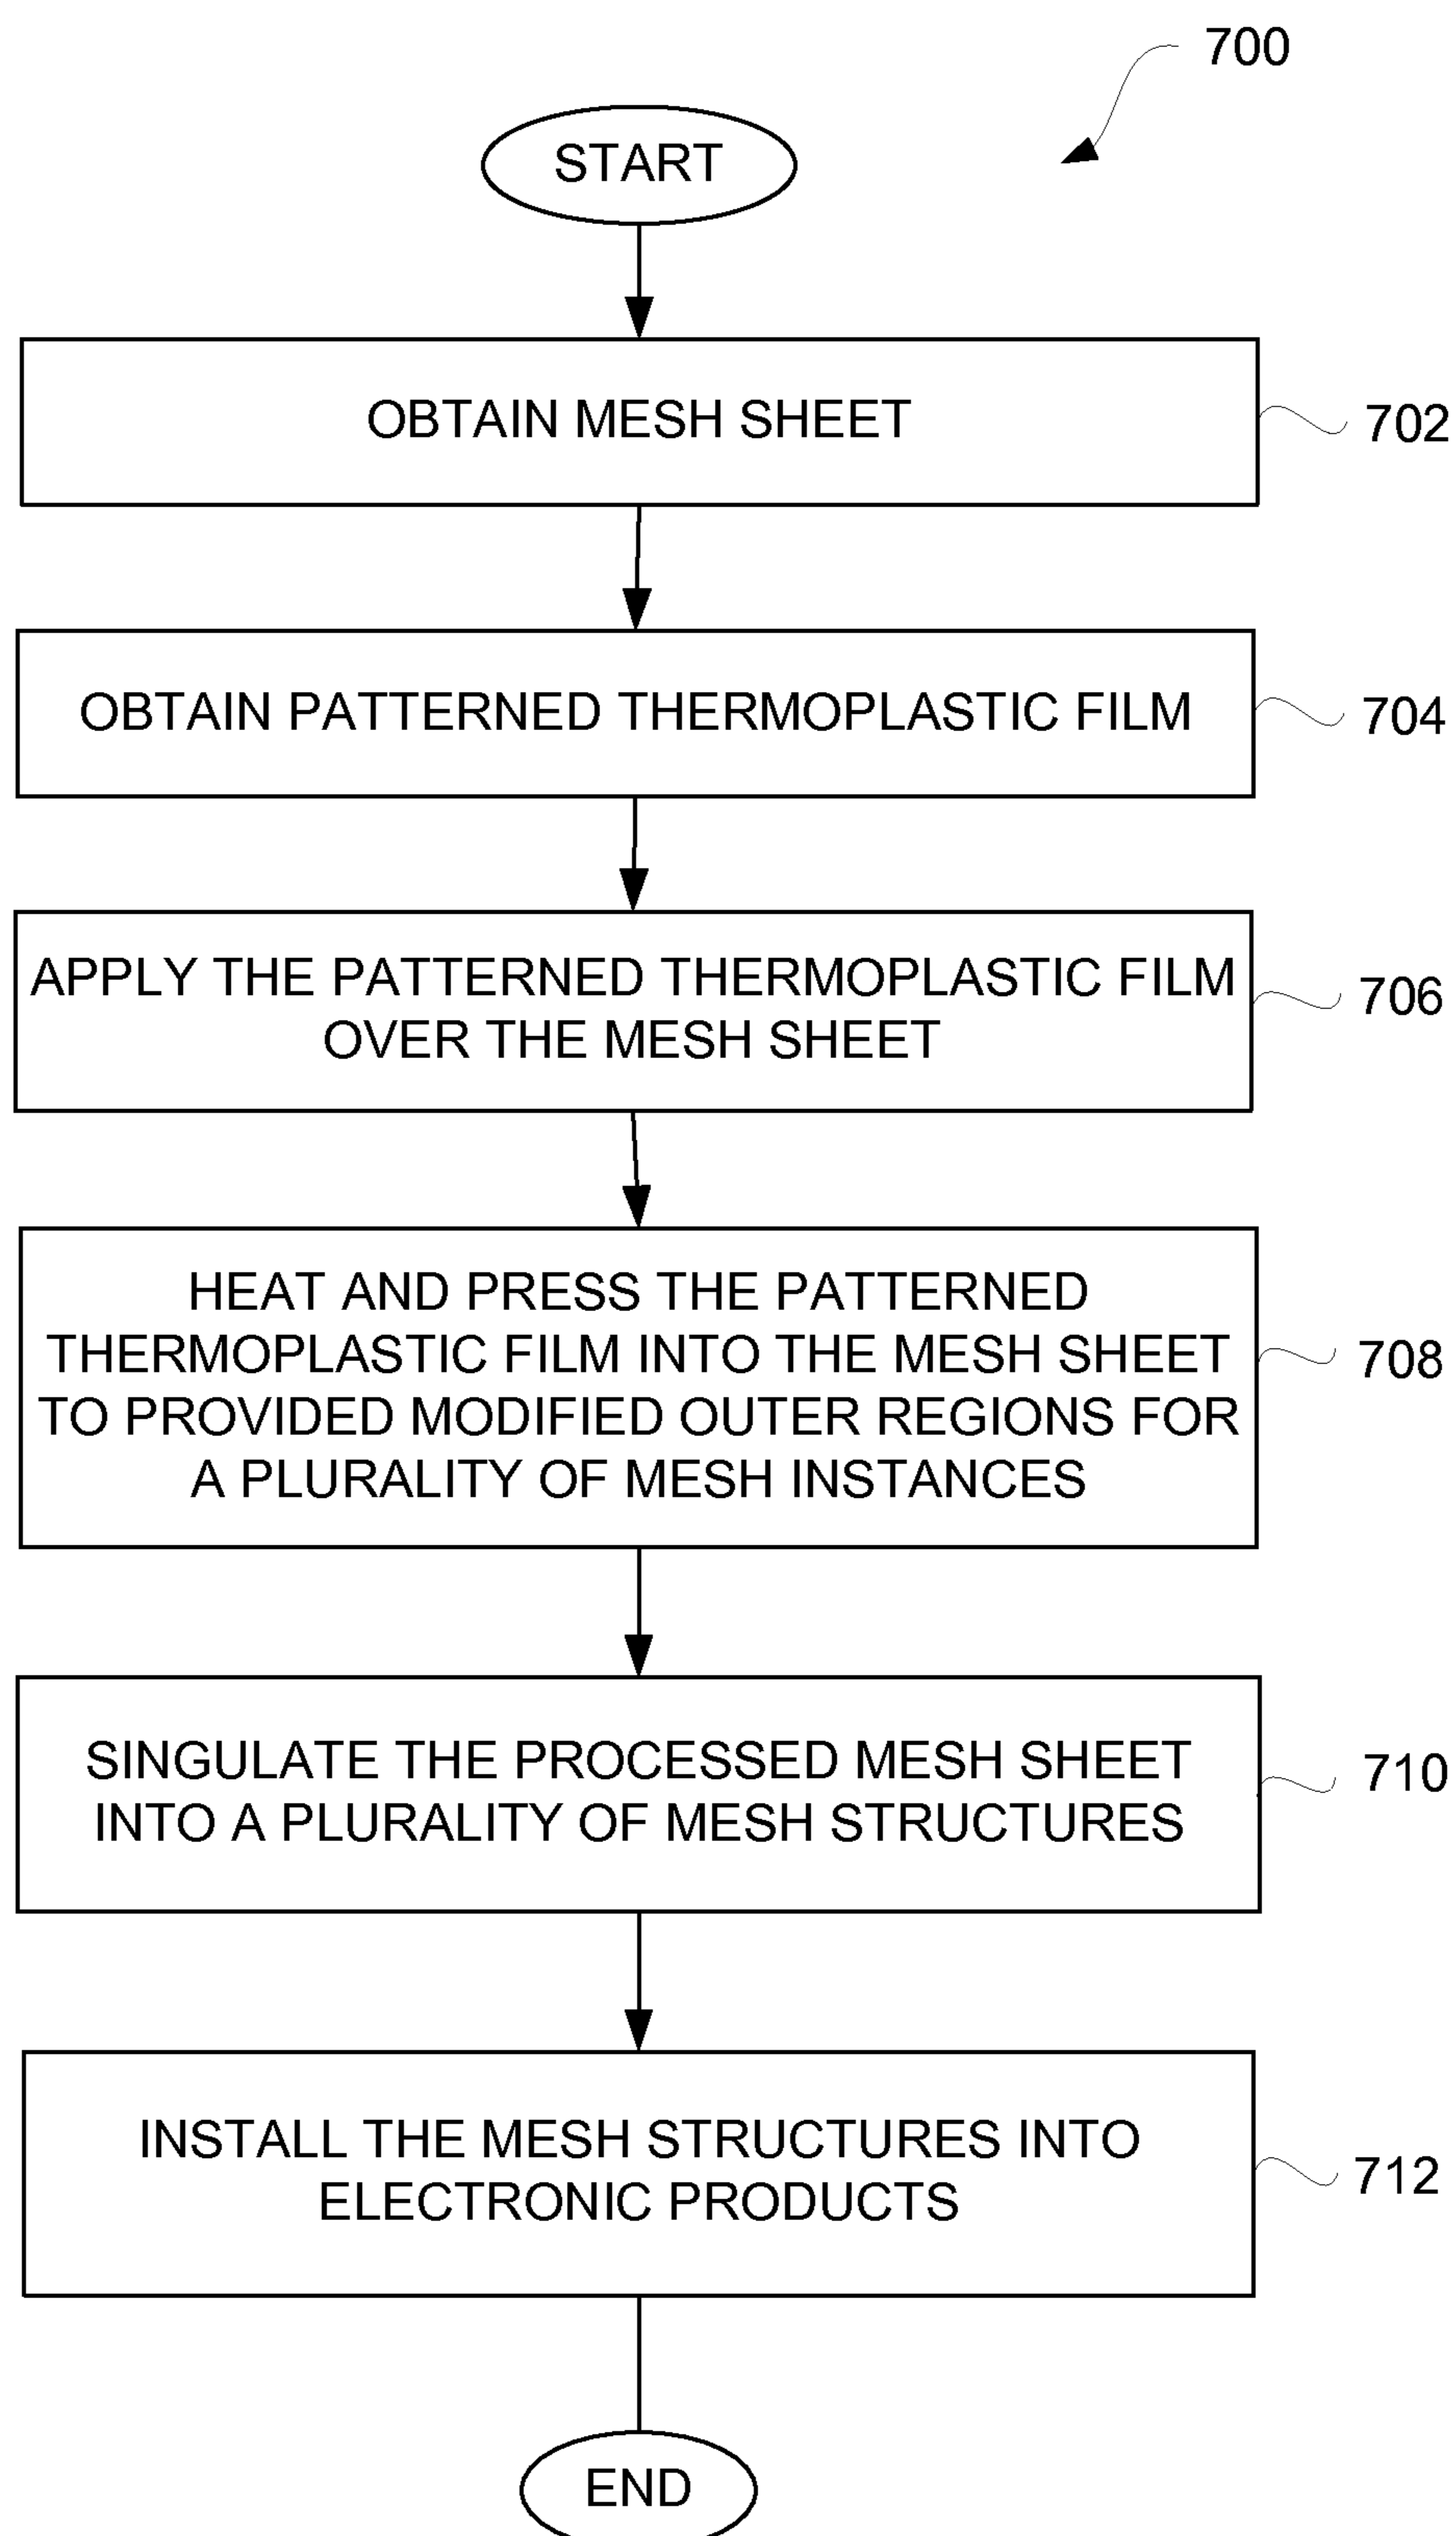 700
START
OBTAIN MESH SHEET
702
OBTAIN PATTERNED THERMOPLASTIC FILM
704
APPLY THE PATTERNED THERMOPLASTIC FILM
OVER THE MESH SHEET
706
HEAT AND PRESS THE PATTERNED
THERMOPLASTIC FILM INTO THE MESH SHEET
TO PROVIDED MODIFIED OUTER REGIONS FOR
A PLURALITY OF MESH INSTANCES
708
SINGULATE THE PROCESSED MESH SHEET
INTO A PLURALITY OF MESH STRUCTURES
710
INSTALL THE MESH STRUCTURES INTO
ELECTRONIC PRODUCTS
712
END